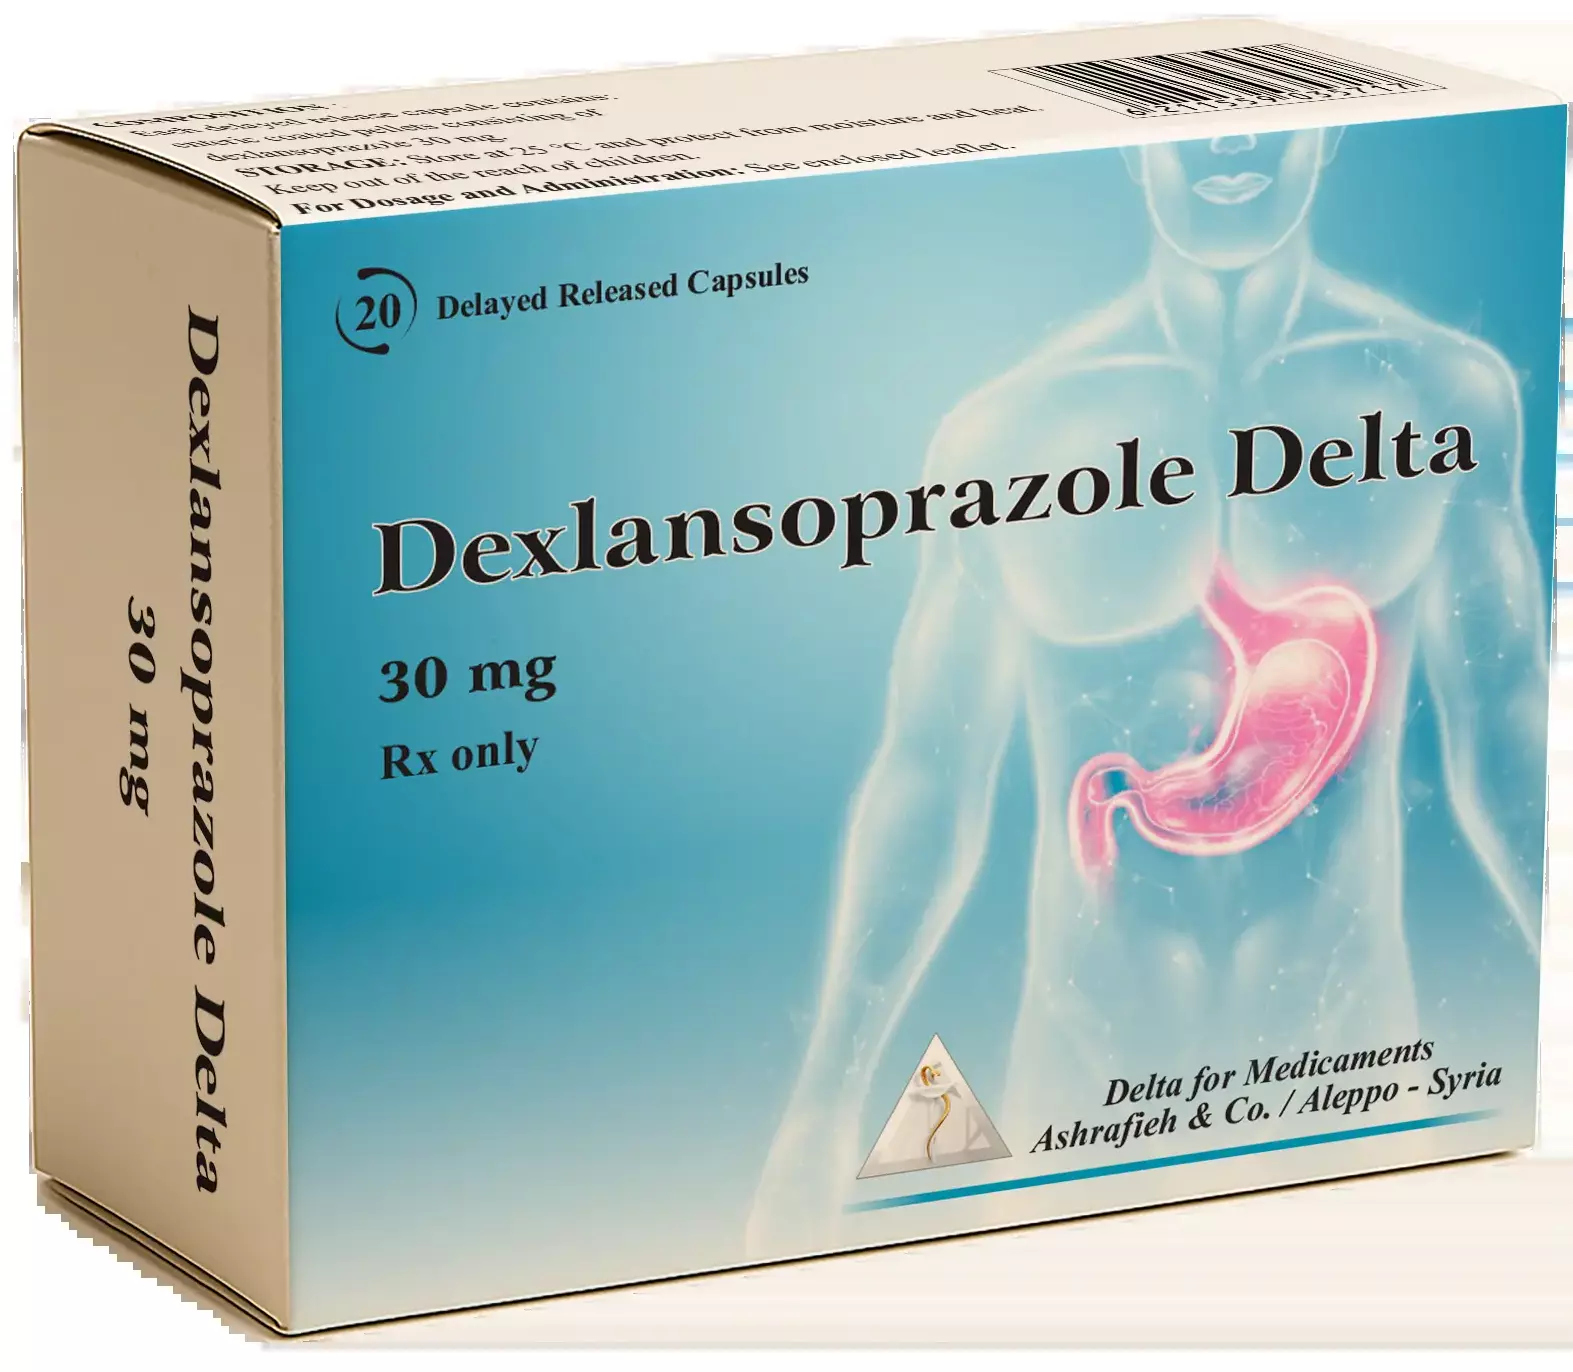 COMPOSITION:
Each delayed release capsule contains:
enteric coated pellets consisting of
dexlansoprazole 30 mg
STORAGE: Store at 25 °C and protect from moisture and heat.
Keep out of the reach of children.
For Dosage and Administration: See enclosed leaflet.
20 Delayed Released Capsules
Dexlansoprazole Delta
30 mg
Rx only
Delta for Medicaments
Ashrafieh & Co. / Aleppo - Syria
Dexlansoprazole Delta
30 mg